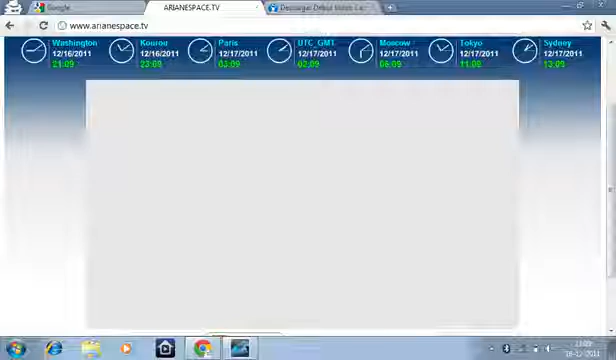 Google
ARIANESPACE.TV
Descargar Debut Video Ca
www.arianespace.tv
Washington
12/16/2011
21:09
Kourou
12/16/2011
23:09
Paris
12/17/2011
03:09
UTC_GMT
12/17/2011
02:09
Moscow
12/17/2011
06:09
Tokyo
12/17/2011
11:09
Sydney
12/17/2011
13:09